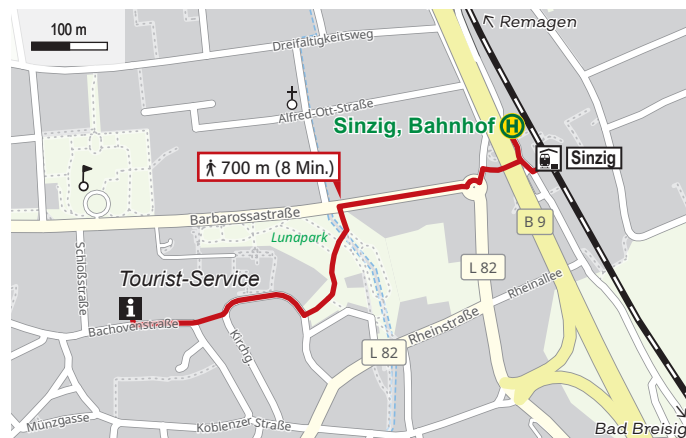 100 m
Remagen
Dreifaltigkeitsweg
Alfred-Ott-Straße
Sinzig, Bahnhof
H
Sinzig
700 m (8 Min.)
Barbarossastraße
B 9
Lunapark
Schloßstraße
L 82
Tourist-Service
Rheinallee
i
Bachovenstraße
Rheinstraße
Kirchg.
L 82
Münzgasse
Koblenzer Straße
Bad Breisig